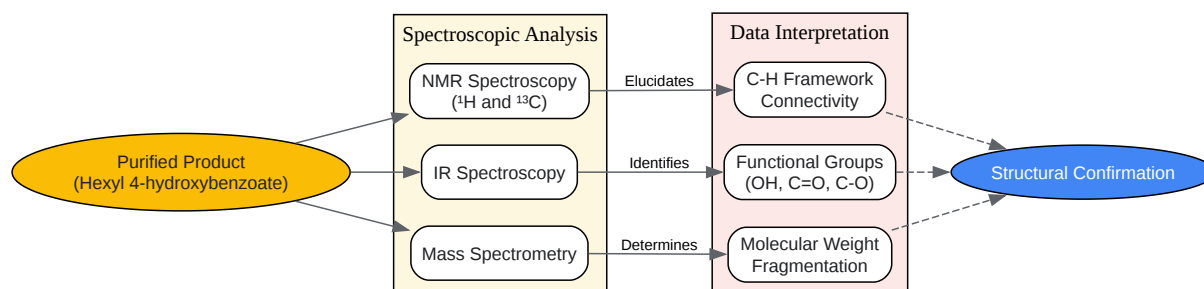 Spectroscopic Analysis
Data Interpretation
NMR Spectroscopy
(¹H and ¹³C)
Elucidates
C-H Framework
Connectivity
Purified Product
(Hexyl 4-hydroxybenzoate)
IR Spectroscopy
Identifies
Functional Groups
(OH, C=O, C-O)
Structural Confirmation
Mass Spectrometry
Determines
Molecular Weight
Fragmentation